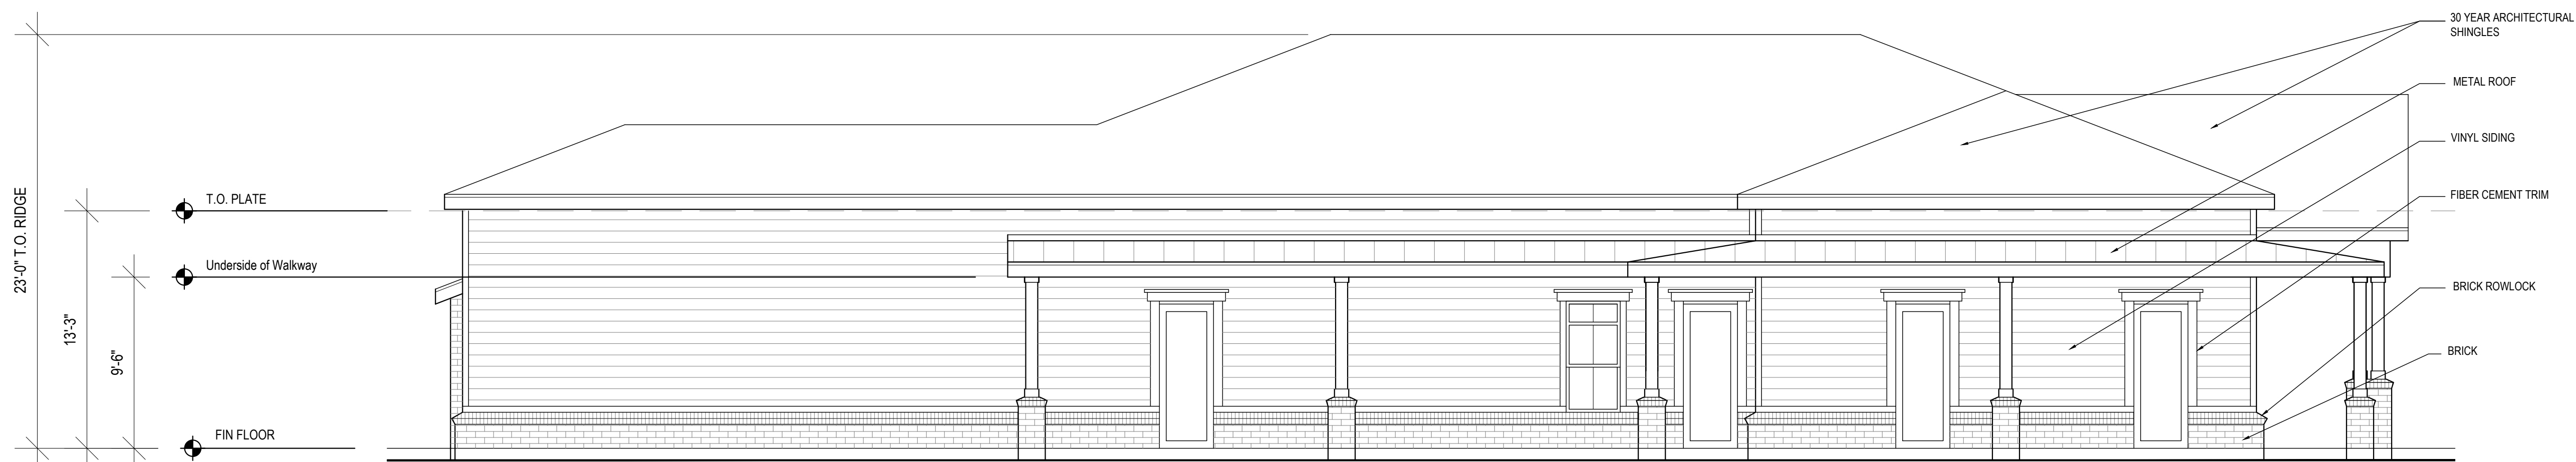 30 YEAR ARCHITECTURAL
SHINGLES
METAL ROOF
VINYL SIDING
FIBER CEMENT TRIM
BRICK ROWLOCK
BRICK
T.O. PLATE
Underside of Walkway
FIN FLOOR
23'-0" T.O. RIDGE
13'-3"
9'-6"